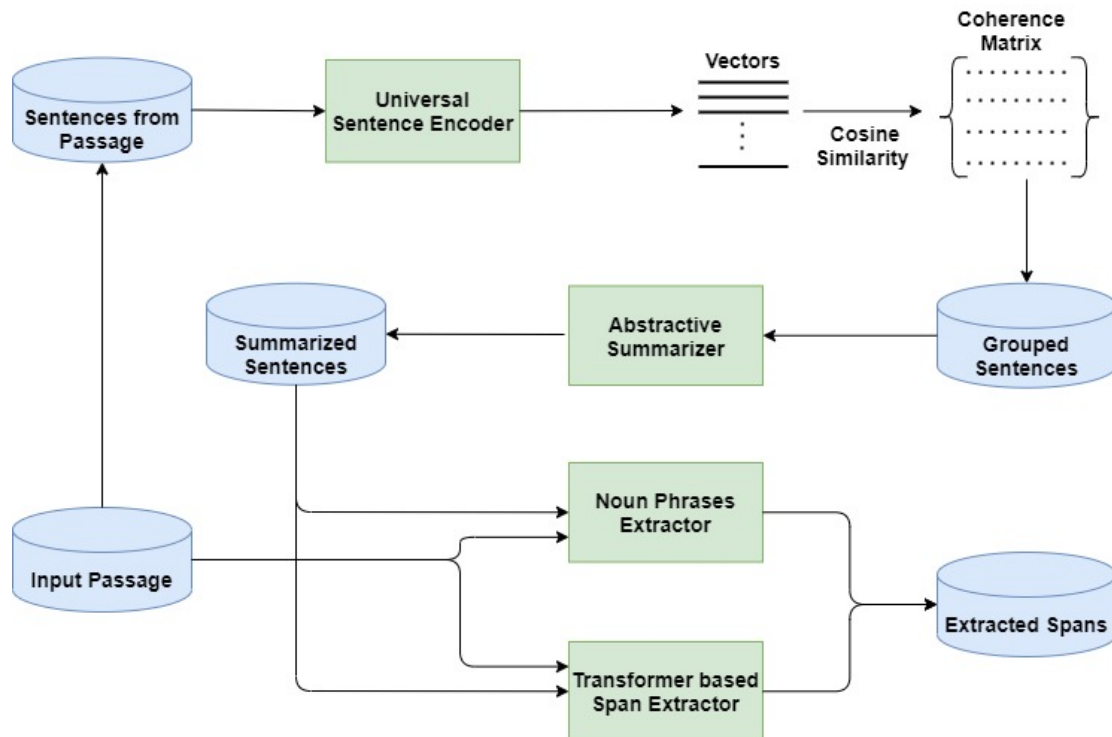 Coherence
Matrix
Vectors
Sentences from
Passage
Universal
Sentence Encoder
Cosine
Similarity
Summarized
Sentences
Abstractive
Summarizer
Grouped
Sentences
Noun Phrases
Extractor
Input Passage
Extracted Spans
Transformer based
Span Extractor